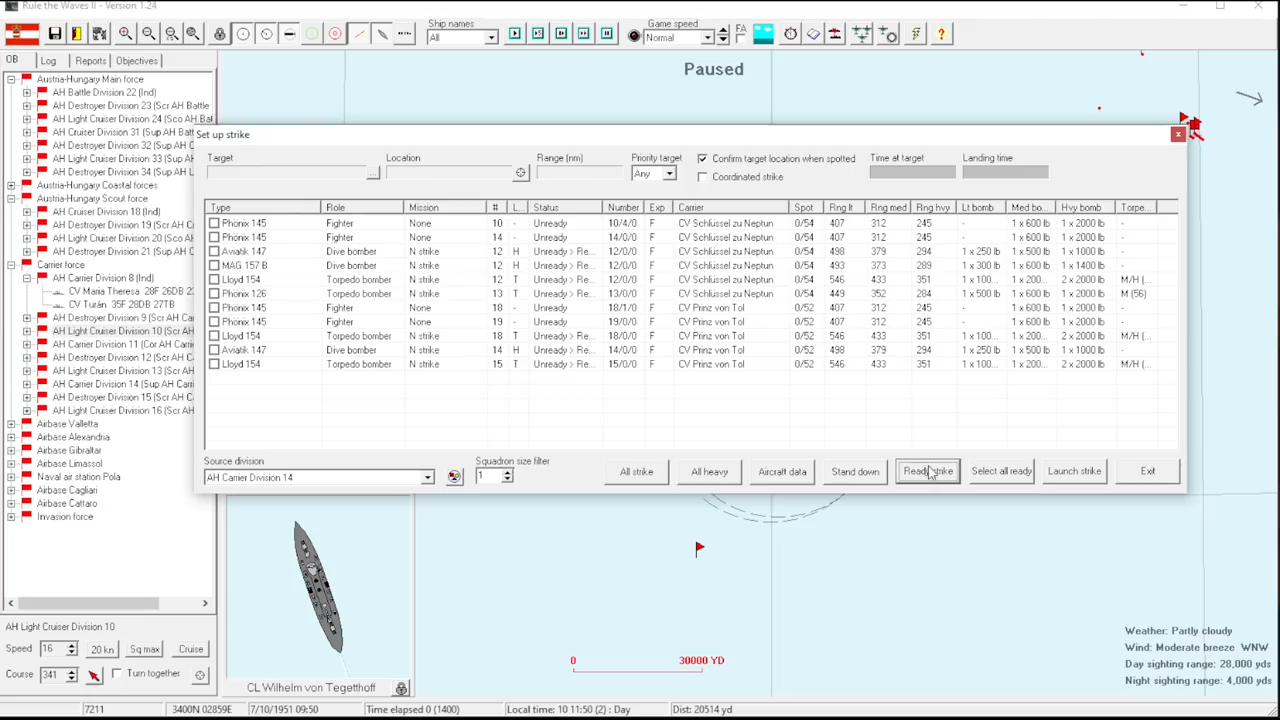 Rule the Waves II - Version 1.24
Ship names
All
Game speed
Normal
FA
OB Log Reports Objectives
Paused
Austria-Hungary Main force
AH Battle Division 22 (Ind)
AH Destroyer Division 23 (Scr AH Battle
AH Light Cruiser Division 24 (Sco AH Bat
AH Cruiser Division 31 (Sup AH Batt
AH Destroyer Division 32 (Sup AH
AH Light Cruiser Division 33 (Sup
AH Destroyer Division 34 (Sup AH
Austria-Hungary Coastal forces
Austria-Hungary Scout force
AH Cruiser Division 18 (Ind)
AH Destroyer Division 19 (Scr AH
AH Light Cruiser Division 20 (Sco
AH Destroyer Division 21 (Scr AH
Carrier force
AH Carrier Division 8 (Ind)
CV Maria Theresa 28F 26DB
CV Turán 35F 28DB 27TB
AH Destroyer Division 9 (Scr AH
AH Light Cruiser Division 10 (Scr AH
AH Carrier Division 11 (Cor AH
AH Destroyer Division 12 (Scr AH
AH Light Cruiser Division 13 (Scr
AH Carrier Division 14 (Sup AH
AH Destroyer Division 15 (Scr AH
AH Light Cruiser Division 16 (Scr
Airbase Valletta
Airbase Alexandria
Airbase Gibraltar
Airbase Limassol
Naval air station Pola
Airbase Cagliari
Airbase Cattaro
Invasion force
Set up strike
Target Location Range (nm) Priority target
Any
Confirm target location when spotted
Coordinated strike
Time at target Landing time
Type Role Mission # L... Status Number Exp Carrier Spot Rng lt Rng med Rng hvy Lt bomb Med bo... Hvy bomb Torpe...
Phönix 145 Fighter None 10 - Unready 10/4/0 F CV Schlüssel zu Neptun 0/54 407 312 245 - 1 x 600 lb 1 x 2000 lb -
Phönix 145 Fighter None 14 - Unready 14/0/0 F CV Schlüssel zu Neptun 0/54 407 312 245 - 1 x 600 lb 1 x 2000 lb -
Aviatik 147 Dive bomber N strike 12 H Unready > Re... 12/0/0 F CV Schlüssel zu Neptun 0/54 498 379 294 1 x 250 lb 1 x 500 lb 1 x 1000 lb -
MAG 157 B Dive bomber N strike 12 H Unready > Re... 12/0/0 F CV Schlüssel zu Neptun 0/54 493 373 289 1 x 300 lb 1 x 600 lb 1 x 1400 lb -
Lloyd 154 Torpedo bomber N strike 12 T Unready > Re... 12/0/0 F CV Schlüssel zu Neptun 0/54 546 433 351 1 x 100... 1 x 200... 2 x 2000 lb M/H (...
Phönix 126 Torpedo bomber N strike 13 T Unready > Re... 13/0/0 F CV Schlüssel zu Neptun 0/54 449 352 284 1 x 500 lb 1 x 600 lb 1 x 2000 lb M (56)
Phönix 145 Fighter None 18 - Unready 18/1/0 F CV Prinz von Tol 0/52 407 312 245 - 1 x 600 lb 1 x 2000 lb -
Phönix 145 Fighter None 19 - Unready 19/0/0 F CV Prinz von Tol 0/52 407 312 245 - 1 x 600 lb 1 x 2000 lb -
Lloyd 154 Torpedo bomber N strike 18 T Unready > Re... 18/0/0 F CV Prinz von Tol 0/52 546 433 351 1 x 100... 1 x 200... 2 x 2000 lb M/H (...
Aviatik 147 Dive bomber N strike 14 H Unready > Re... 14/0/0 F CV Prinz von Tol 0/52 498 379 294 1 x 250 lb 1 x 500 lb 1 x 1000 lb -
Lloyd 154 Torpedo bomber N strike 15 T Unready > Re... 15/0/0 F CV Prinz von Tol 0/52 546 433 351 1 x 100... 1 x 200... 2 x 2000 lb M/H (...
Source division
AH Carrier Division 14
Squadron size filter
1
All strike All heavy Aircraft data Stand down Ready strike Select all ready Launch strike Exit
AH Light Cruiser Division 10
Speed 16 20 kn Sq max Cruise
Course 341 Turn together
CL Wilhelm von Tegetthoff
0 30000 YD
Weather: Partly cloudy
Wind: Moderate breeze WNW
Day sighting range: 28,000 yds
Night sighting range: 4,000 yds
7211 3400N 02859E 7/10/1951 09:50 Time elapsed 0 (1400) Local time: 10 11:50 (2) : Day Dist: 20514 yd